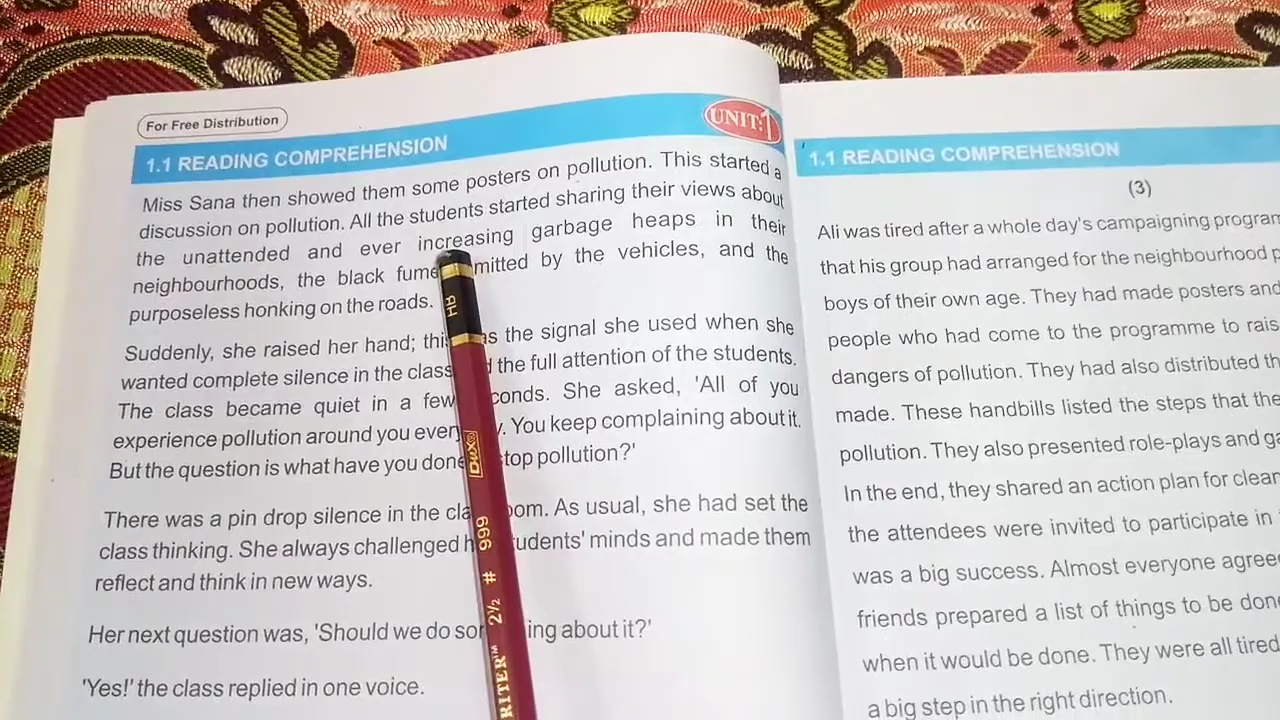 For Free Distribution
UNIT:1
1.1 READING COMPREHENSION
Miss Sana then showed them some posters on pollution. This started a
discussion on pollution. All the students started sharing their views about
the unattended and ever increasing garbage heaps in their
neighbourhoods, the black mitted by the vehicles, and the
purposeless honking on the roads.
Suddenly, she raised her hand; this the signal she used when she
wanted complete silence in the class the full attention of the students.
The class became quiet in a few conds. She asked, 'All of you
experience pollution around you every. You keep complaining about it.
But the question is what have you done top pollution?'
There was a pin drop silence in the cla oom. As usual, she had set the
class thinking. She always challenged h udents' minds and made them
reflect and think in new ways.
Her next question was, 'Should we do so ing about it?'
'Yes!' the class replied in one voice.
HB
DUX
RITER™ 2½ # 999
1.1 READING COMPREHENSION
(3)
Ali was tired after a whole day's campaigning program
that his group had arranged for the neighbourhood p
boys of their own age. They had made posters and
people who had come to the programme to rais
dangers of pollution. They had also distributed th
made. These handbills listed the steps that the
pollution. They also presented role-plays and ga
In the end, they shared an action plan for clean
the attendees were invited to participate in
was a big success. Almost everyone agree
friends prepared a list of things to be done
when it would be done. They were all tired
a big step in the right direction.